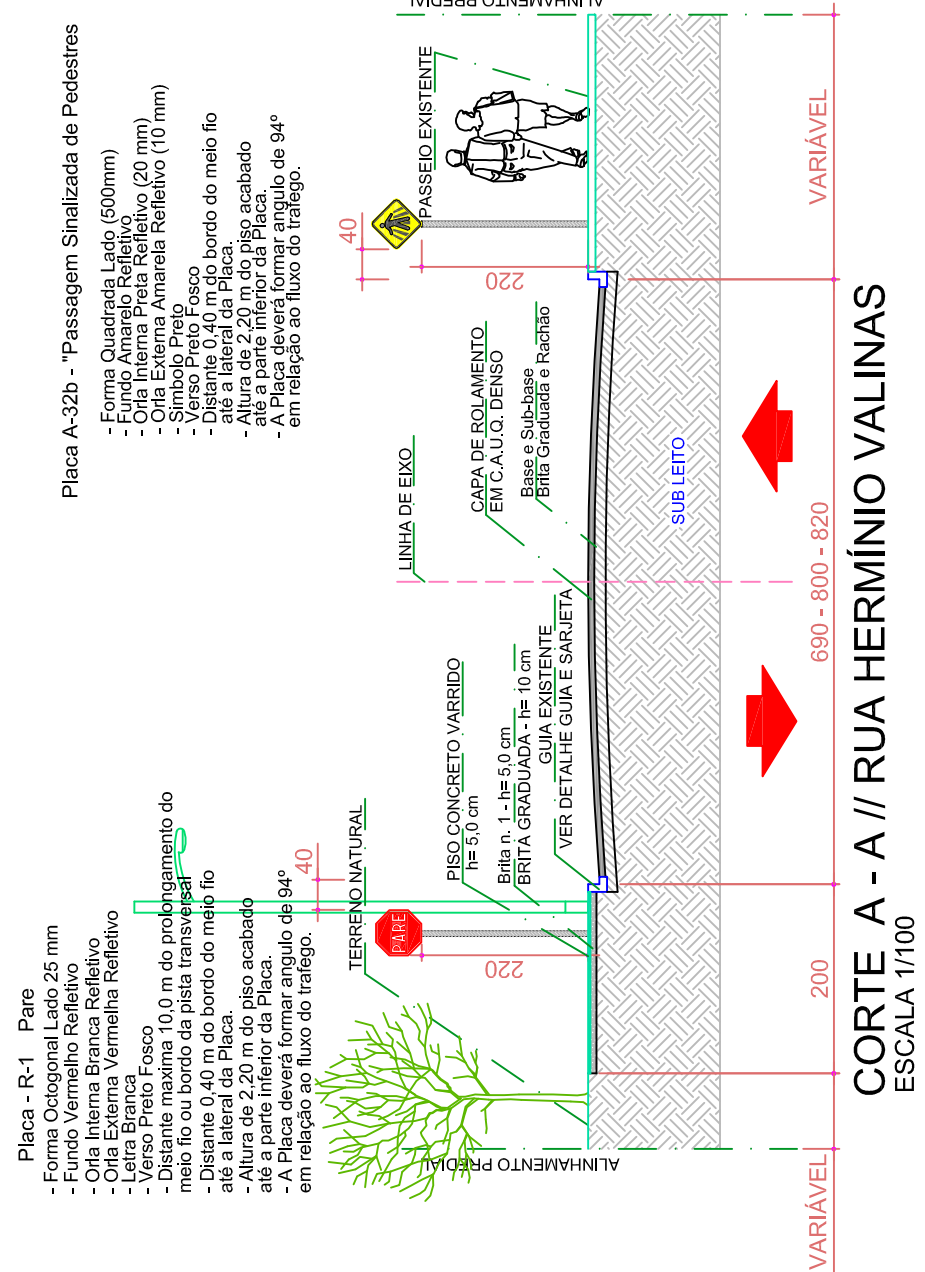 Placa - R-1    Pare
- Forma Octogonal Lado 25 mm
- Fundo Vermelho Refletivo
- Orla Interna Branca Refletivo
- Orla Externa Vermelha Refletivo
- Letra Branca
- Verso Preto Fosco
- Distante maxima 10,0 m do prolongamento do
meio fio ou bordo da pista transversal
- Distante 0,40 m do bordo do meio fio
até a lateral da Placa.
- Altura de 2,20 m do piso acabado
até a parte inferior da Placa.
- A Placa deverá formar angulo de 94º
em relação ao fluxo do trafego.
Placa A-32b - "Passagem Sinalizada de Pedestres
- Forma Quadrada Lado (500mm)
- Fundo Amarelo Refletivo
- Orla Interna Preta Refletivo (20 mm)
- Orla Externa Amarela Refletivo (10 mm)
- Simbolo Preto
- Verso Preto Fosco
- Distante 0,40 m do bordo do meio fio
até a lateral da Placa.
- Altura de 2,20 m do piso acabado
até a parte inferior da Placa.
- A Placa deverá formar angulo de 94º
em relação ao fluxo do trafego.
40
40
TERRENO NATURAL
PARE
220
PISO CONCRETO VARRIDO
h= 5,0 cm
Brita n. 1 - h= 5,0 cm
BRITA GRADUADA - h= 10 cm
GUIA EXISTENTE
VER DETALHE GUIA E SARJETA
LINHA DE EIXO
CAPA DE ROLAMENTO
EM C.A.U.Q. DENSO
Base e Sub-base
Brita Graduada e Rachão
220
PASSEIO EXISTENTE
ALINHAMENTO PREDIAL
ALINHAMENTO PREDIAL
SUB LEITO
VARIÁVEL
200
690 - 800 - 820
VARIÁVEL
CORTE A - A // RUA HERMÍNIO VALINAS
ESCALA 1/100